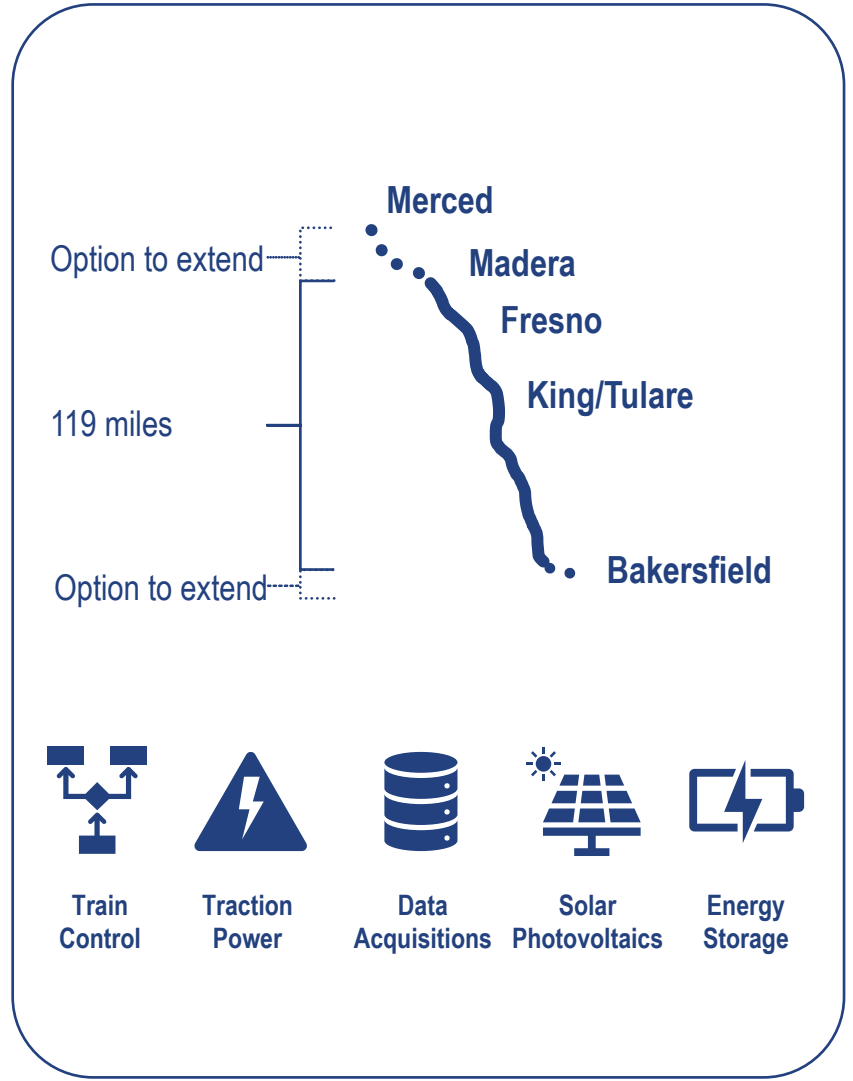 Merced
Option to extend
Madera
Fresno
King/Tulare
119 miles
Bakersfield
Option to extend
Train
Control
Traction
Power
Data
Acquisitions
Solar
Photovoltaics
Energy
Storage